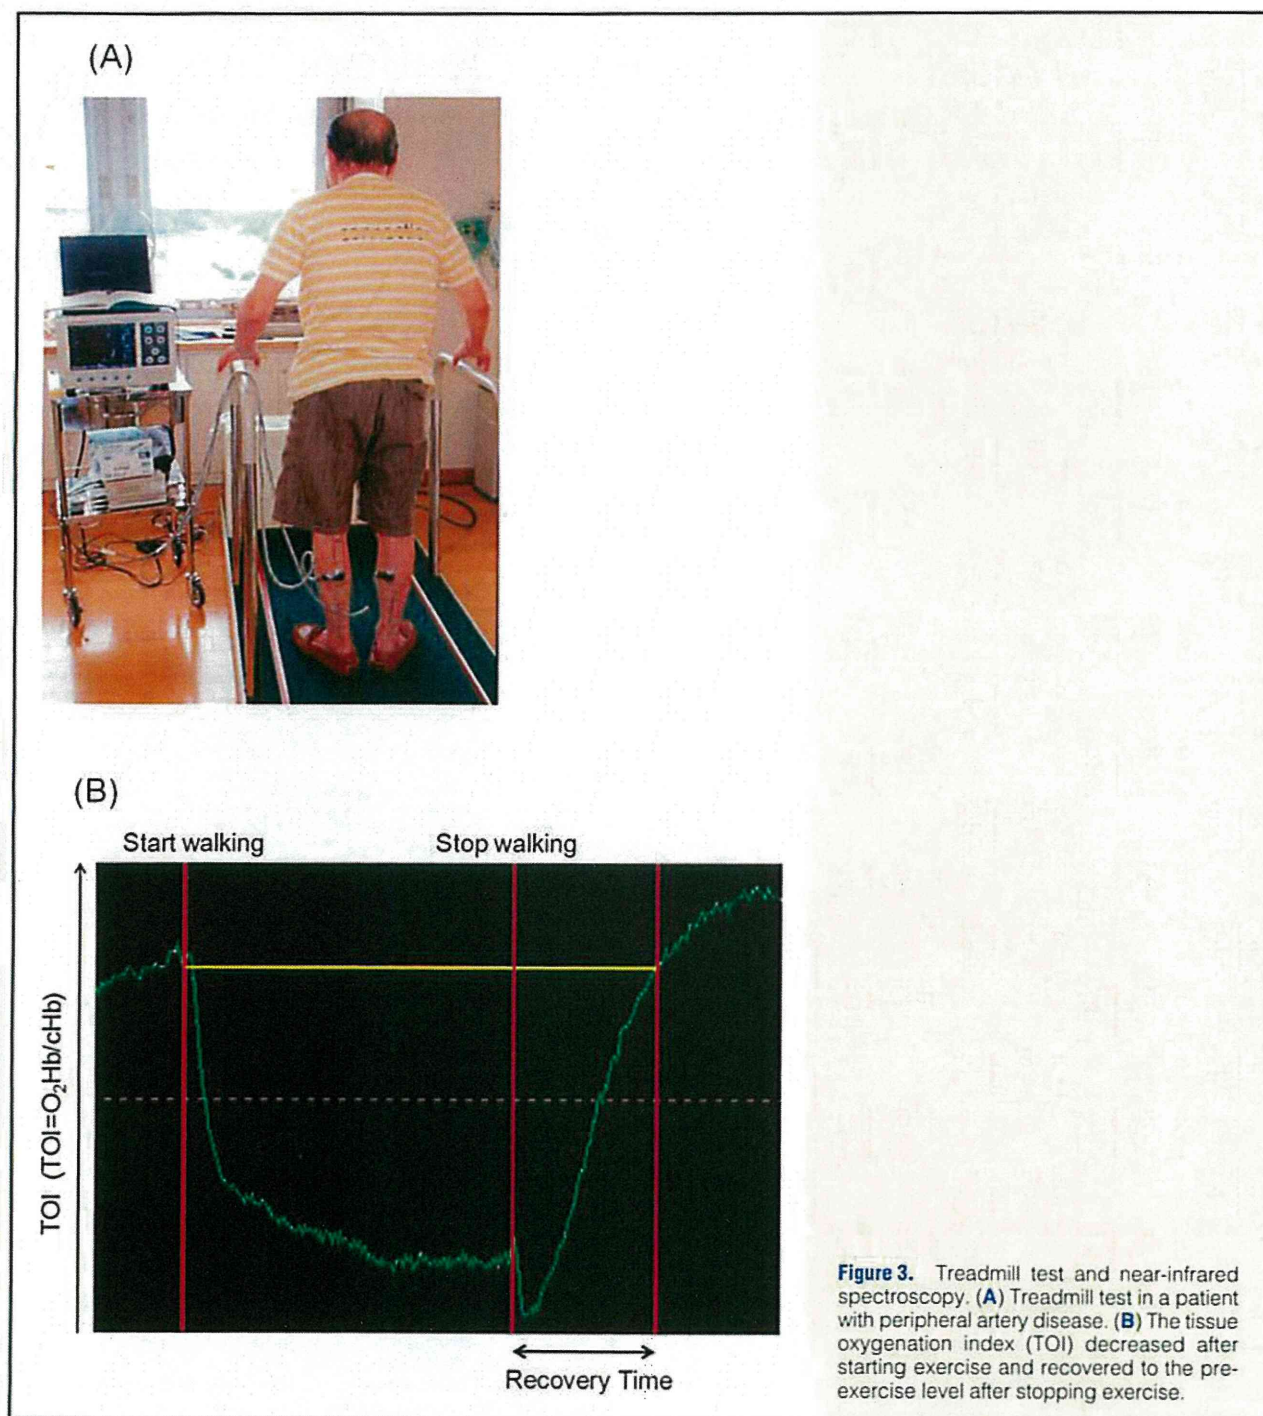 (A)
(B)
Start walking
Stop walking
TOI (TOI=O₂Hb/cHb)
Recovery Time
Figure 3. Treadmill test and near-infrared
spectroscopy. (A) Treadmill test in a patient
with peripheral artery disease. (B) The tissue
oxygenation index (TOI) decreased after
starting exercise and recovered to the pre-
exercise level after stopping exercise.